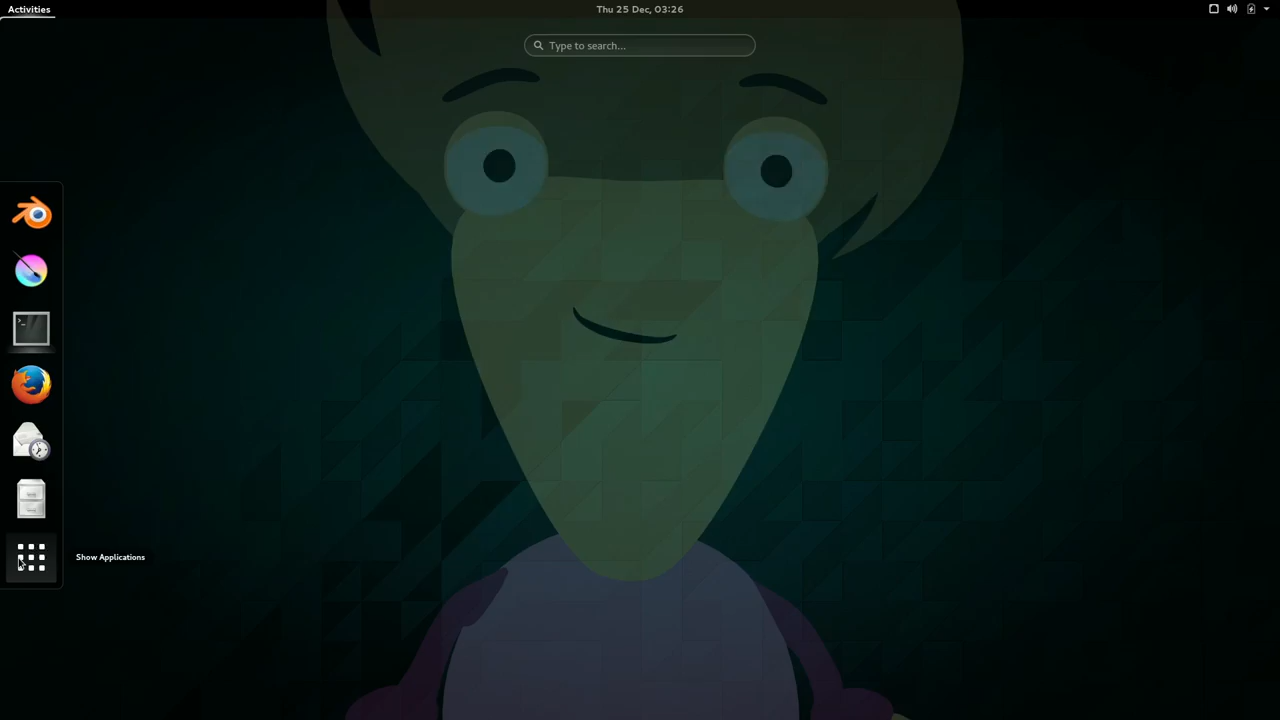 Activities
Thu 25 Dec, 03:26
Type to search...
Show Applications